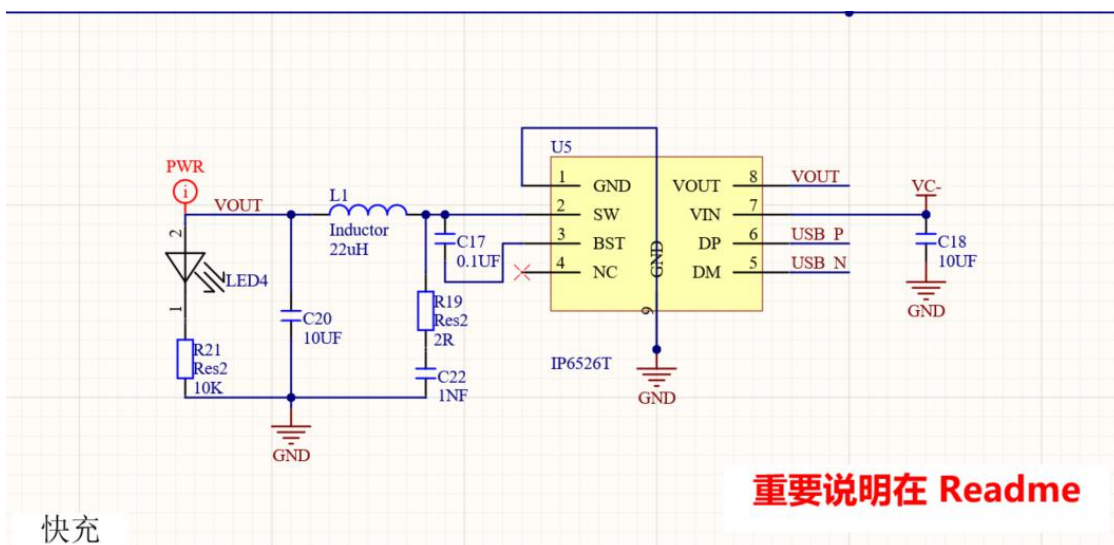 PWR
i
VOUT
2
1
LED4
R21
Res2
10K
C20
10UF
GND
L1
Inductor
22uH
C17
0.1UF
R19
Res2
2R
C22
1NF
U5
1 GND
2 SW
3 BST
4 NC
VOUT 8 VOUT
VIN 7
DP 6 USB_P
DM 5 USB_N
GND
9
IP6526T
GND
VC-
C18
10UF
GND
重要说明在 Readme
快充